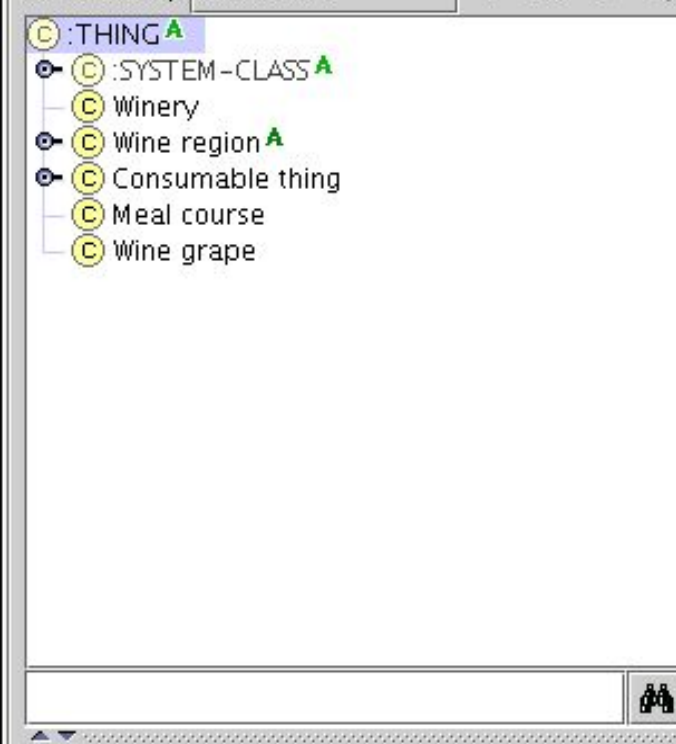 C :THING A
C :SYSTEM-CLASS A
C Winery
C Wine region A
C Consumable thing
C Meal course
C Wine grape